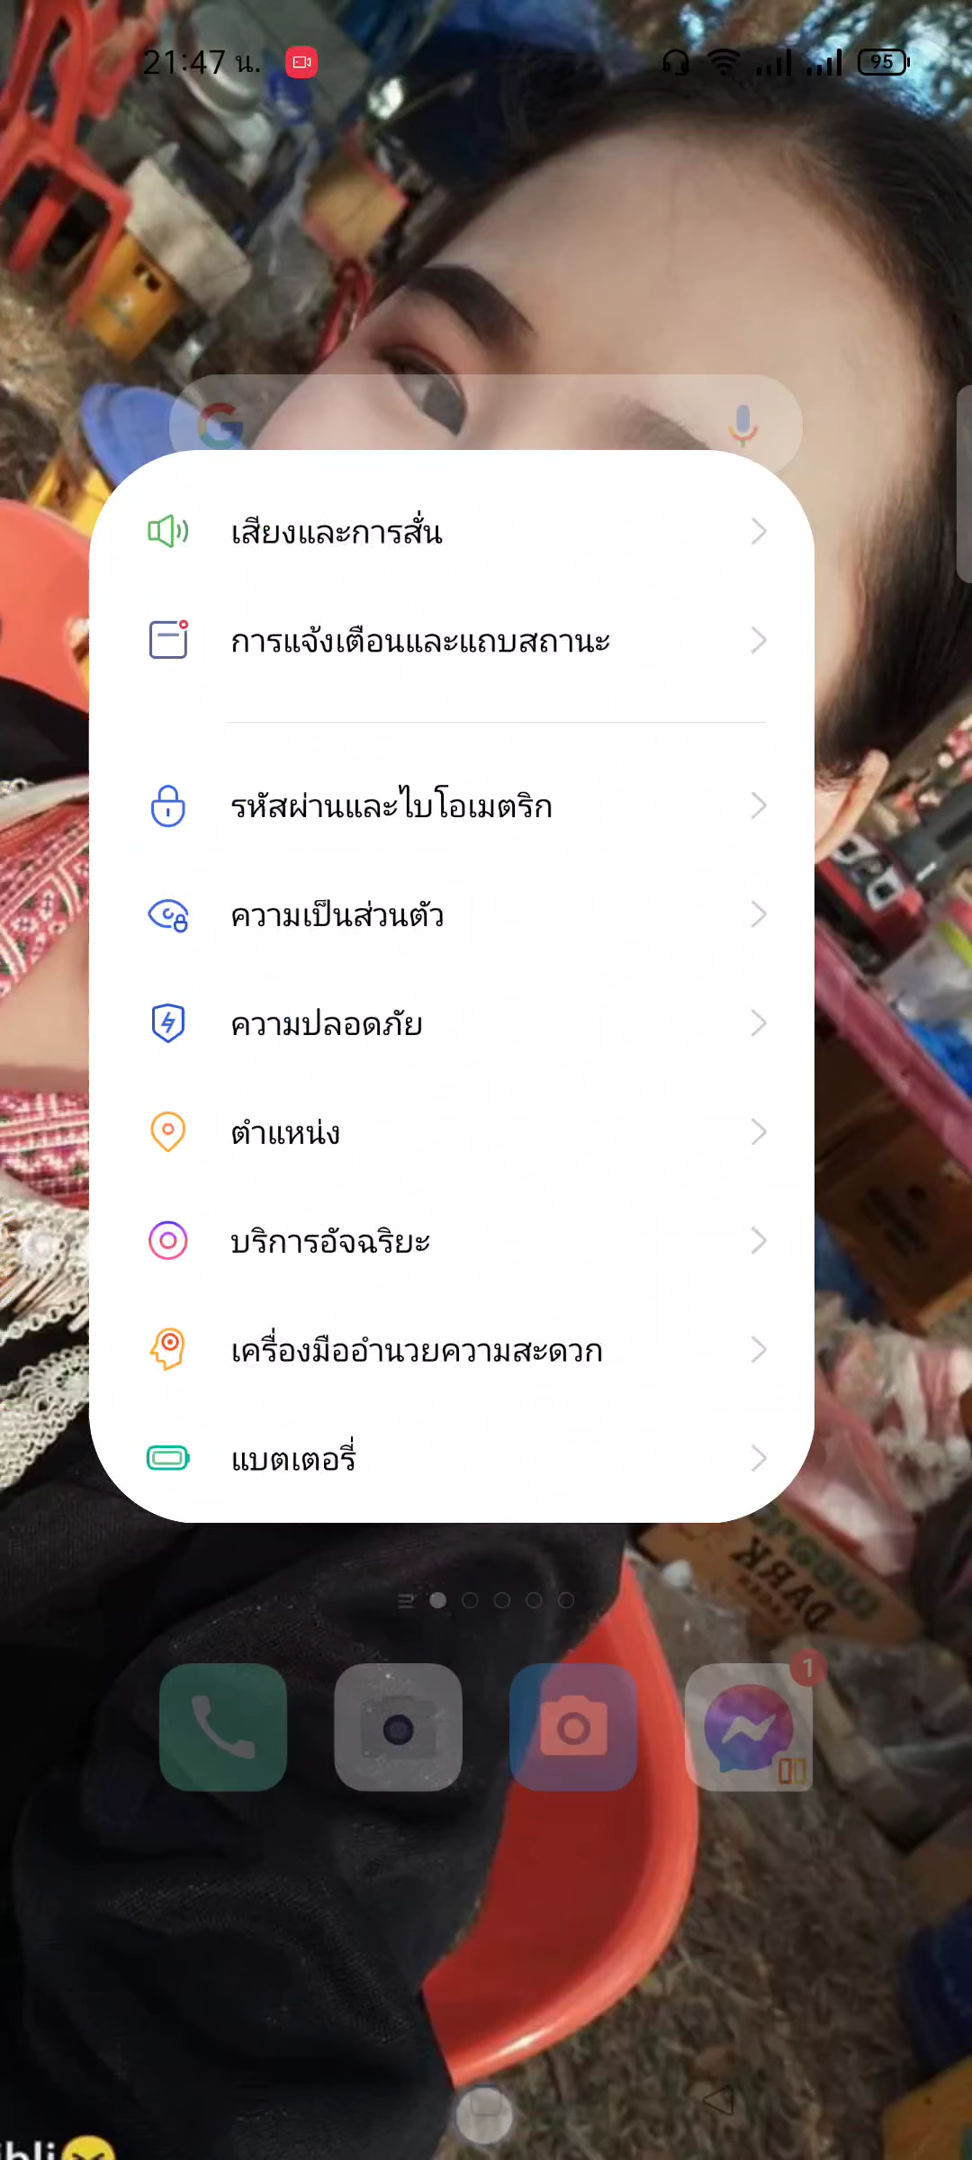 21:47 น.
95
เสียงและการสั่น
การแจ้งเตือนและแถบสถานะ
รหัสผ่านและไบโอเมตริก
ความเป็นส่วนตัว
ความปลอดภัย
ตำแหน่ง
บริการอัจฉริยะ
เครื่องมืออำนวยความสะดวก
แบตเตอรี่
DARK
1